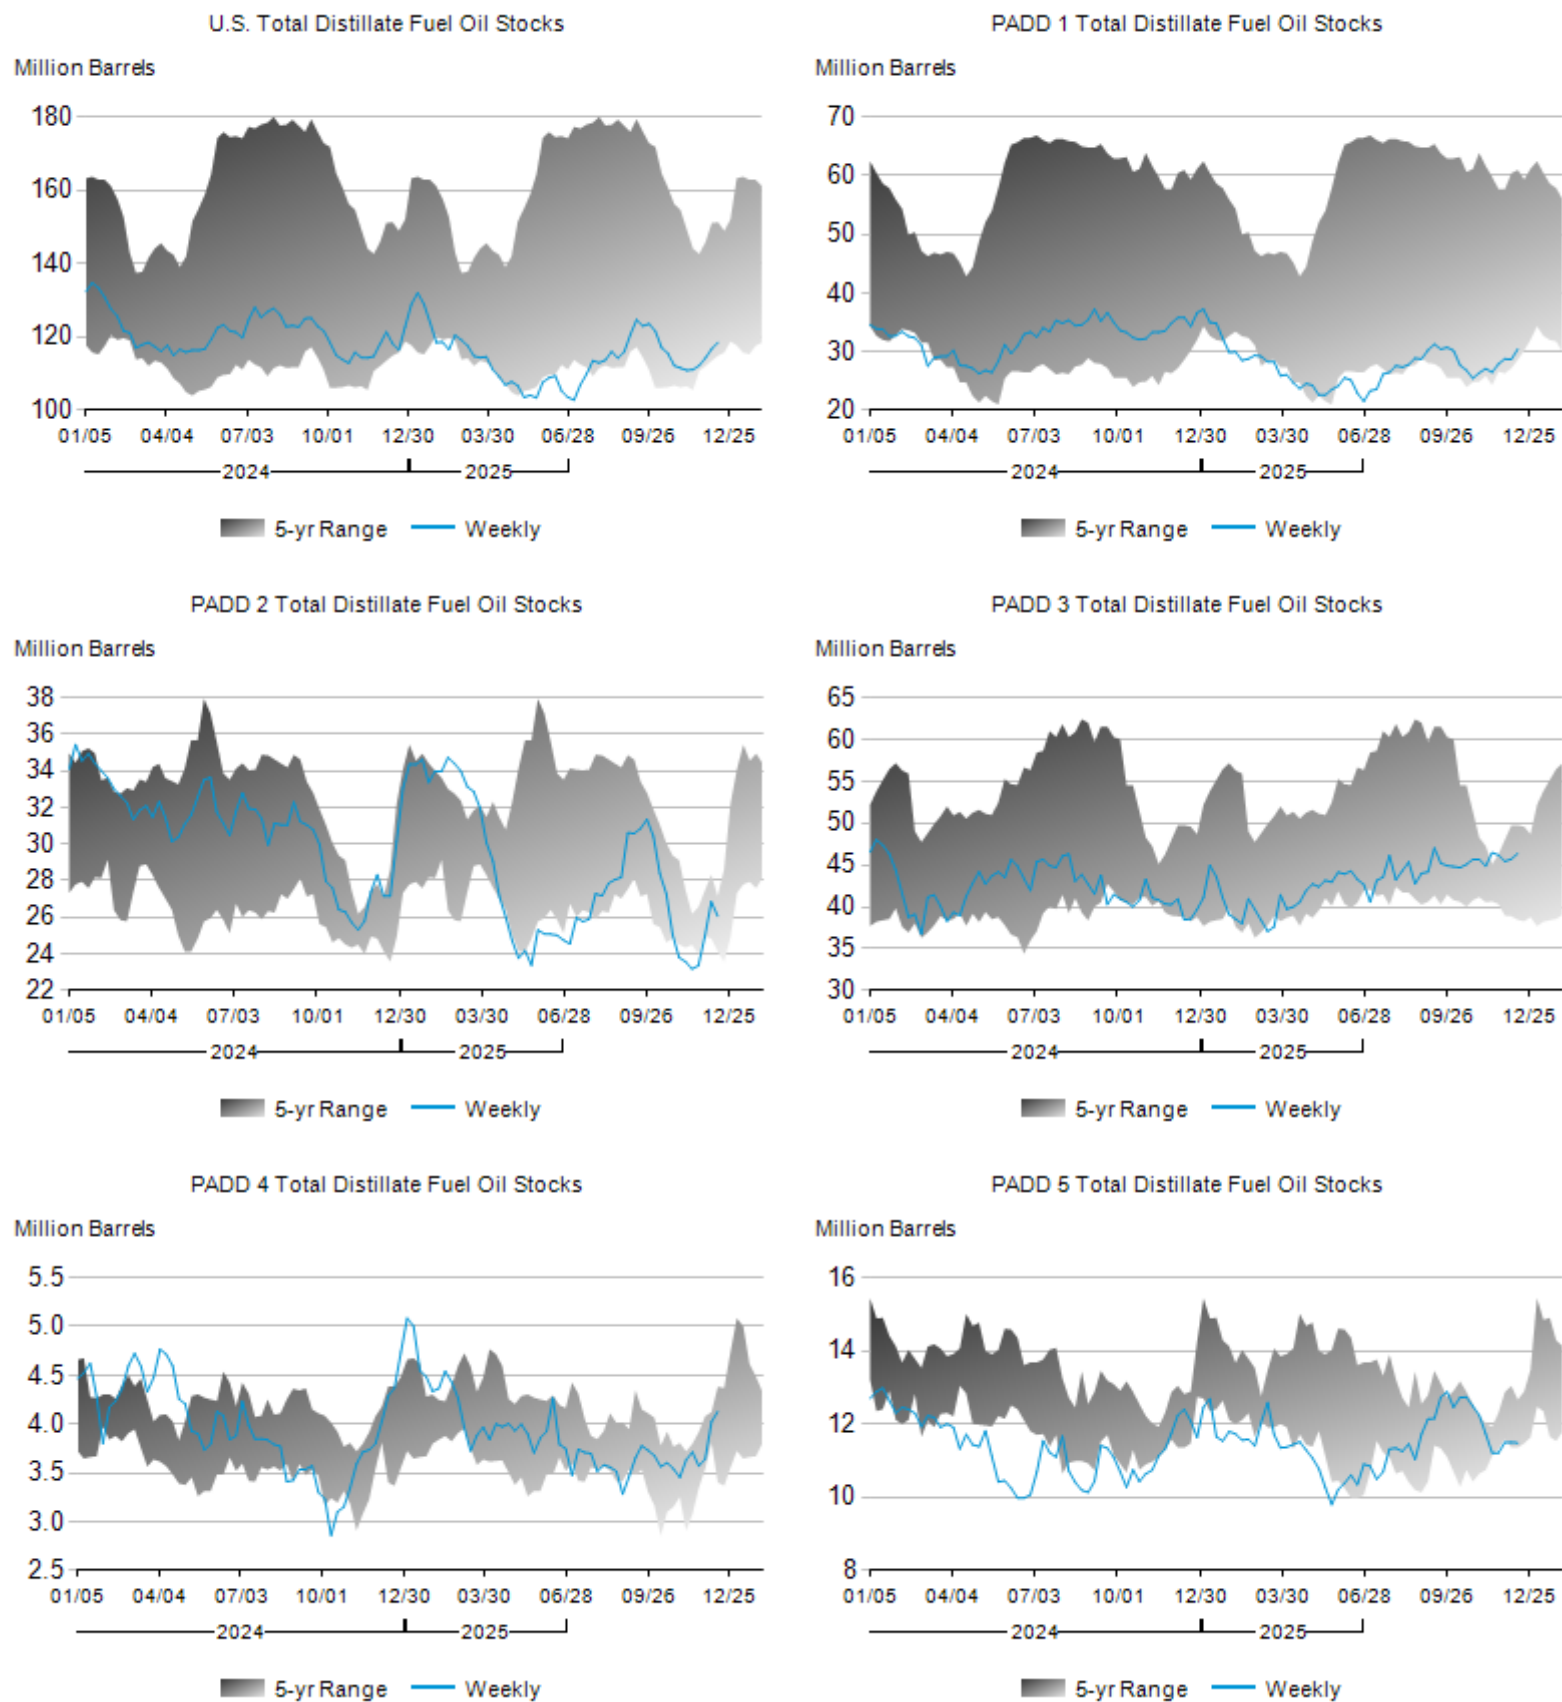 U.S. Total Distillate Fuel Oil Stocks
Million Barrels
180
160
140
120
100
01/05 04/04 07/03 10/01 12/30 03/30 06/28 09/26 12/25
2024 2025
5-yr Range Weekly
PADD 1 Total Distillate Fuel Oil Stocks
Million Barrels
70
60
50
40
30
20
01/05 04/04 07/03 10/01 12/30 03/30 06/28 09/26 12/25
2024 2025
5-yr Range Weekly
PADD 2 Total Distillate Fuel Oil Stocks
Million Barrels
38
36
34
32
30
28
26
24
22
01/05 04/04 07/03 10/01 12/30 03/30 06/28 09/26 12/25
2024 2025
5-yr Range Weekly
PADD 3 Total Distillate Fuel Oil Stocks
Million Barrels
65
60
55
50
45
40
35
30
01/05 04/04 07/03 10/01 12/30 03/30 06/28 09/26 12/25
2024 2025
5-yr Range Weekly
PADD 4 Total Distillate Fuel Oil Stocks
Million Barrels
5.5
5.0
4.5
4.0
3.5
3.0
2.5
01/05 04/04 07/03 10/01 12/30 03/30 06/28 09/26 12/25
2024 2025
5-yr Range Weekly
PADD 5 Total Distillate Fuel Oil Stocks
Million Barrels
16
14
12
10
8
01/05 04/04 07/03 10/01 12/30 03/30 06/28 09/26 12/25
2024 2025
5-yr Range Weekly